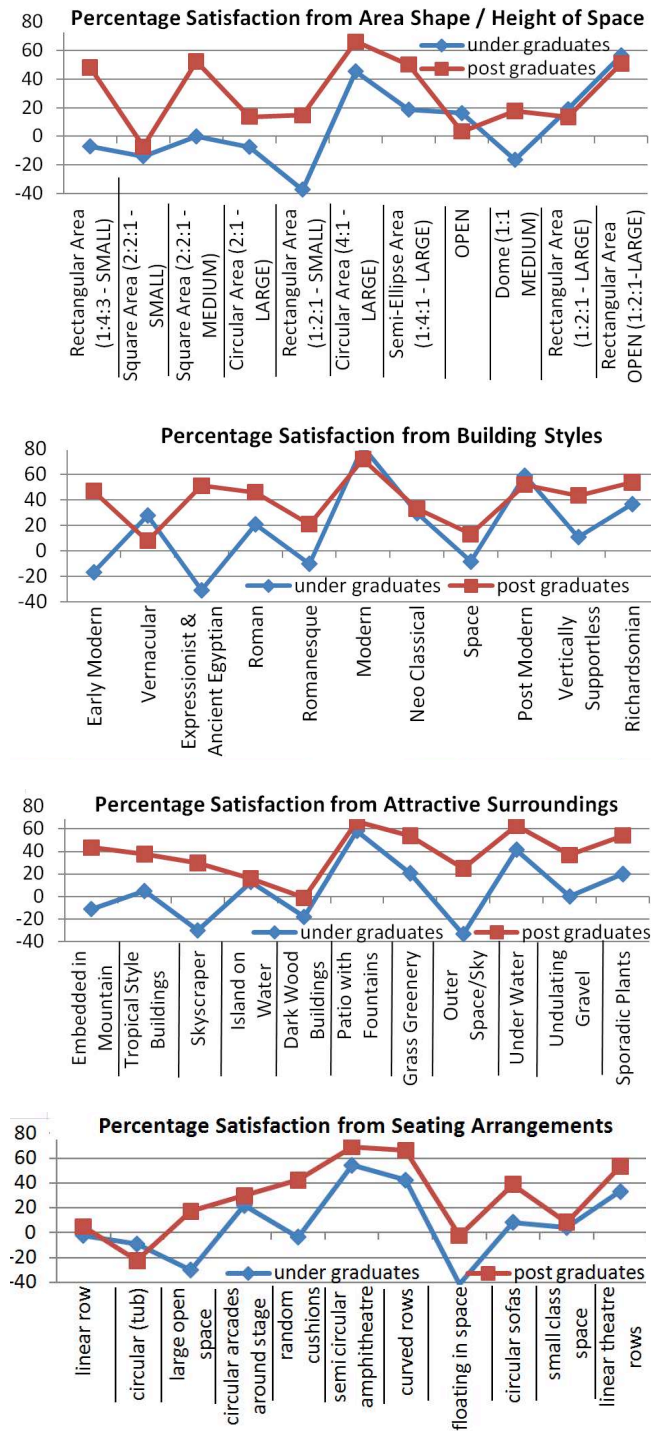 Percentage Satisfaction from Area Shape / Height of Space
80
60
40
20
0
-20
-40
under graduates
post graduates
Rectangular Area
(1:4:3 - SMALL)
Square Area (2:2:1 -
SMALL)
Square Area (2:2:1 -
MEDIUM)
Circular Area (2:1 -
LARGE)
Rectangular Area
(1:2:1 - SMALL)
Circular Area (4:1 -
LARGE)
Semi-Ellipse Area
(1:4:1 - LARGE)
OPEN
Dome (1:1
MEDIUM)
Rectangular Area
(1:2:1 - LARGE)
Rectangular Area
OPEN (1:2:1-LARGE)
Percentage Satisfaction from Building Styles
80
60
40
20
0
-20
-40
under graduates
post graduates
Early Modern
Vernacular
Expressionist &
Ancient Egyptian
Roman
Romanesque
Modern
Neo Classical
Space
Post Modern
Vertically
Supportless
Richardsonian
Percentage Satisfaction from Attractive Surroundings
80
60
40
20
0
-20
-40
under graduates
post graduates
Embedded in
Mountain
Tropical Style
Buildings
Skyscraper
Island on
Water
Dark Wood
Buildings
Patio with
Fountains
Grass Greenery
Outer
Space/Sky
Under Water
Undulating
Gravel
Sporadic Plants
Percentage Satisfaction from Seating Arrangements
80
60
40
20
0
-20
-40
under graduates
post graduates
linear row
circular (tub)
large open
space
circular arcades
around stage
random
cushions
semi circular
amphitheatre
curved rows
floating in space
circular sofas
small class
space
linear theatre
rows